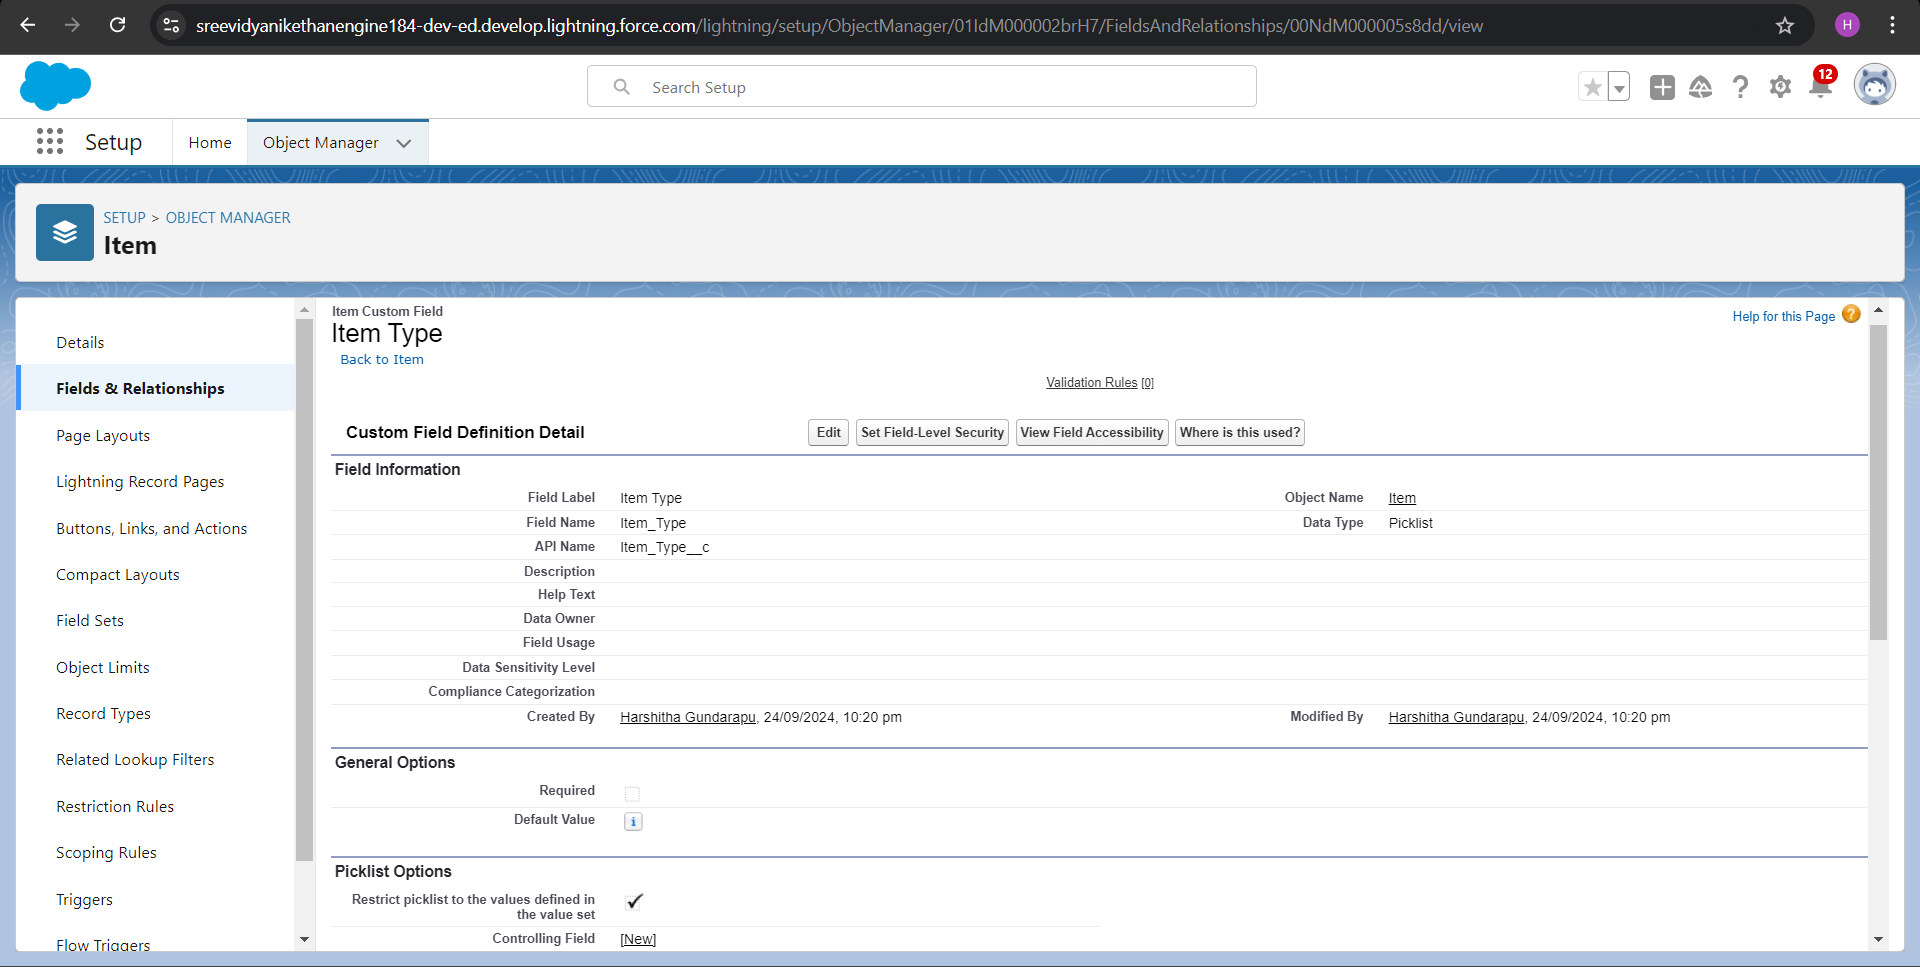 sreevidyanikethanengine184-dev-ed.develop.lightning.force.com/lightning/setup/ObjectManager/01IdM000002brH7/FieldsAndRelationships/00NdM000005s8dd/view
H
Search Setup
12
Setup
Home
Object Manager
SETUP > OBJECT MANAGER
Item
Details
Fields & Relationships
Page Layouts
Lightning Record Pages
Buttons, Links, and Actions
Compact Layouts
Field Sets
Object Limits
Record Types
Related Lookup Filters
Restriction Rules
Scoping Rules
Triggers
Flow Triggers
Item Custom Field
Item Type
Back to Item
Help for this Page
Validation Rules [0]
Custom Field Definition Detail
Edit
Set Field-Level Security
View Field Accessibility
Where is this used?
Field Information
Field Label Item Type Object Name Item
Field Name Item_Type Data Type Picklist
API Name Item_Type__c
Description
Help Text
Data Owner
Field Usage
Data Sensitivity Level
Compliance Categorization
Created By Harshitha Gundarapu, 24/09/2024, 10:20 pm Modified By Harshitha Gundarapu, 24/09/2024, 10:20 pm
General Options
Required
Default Value
Picklist Options
Restrict picklist to the values defined in
the value set
Controlling Field [New]